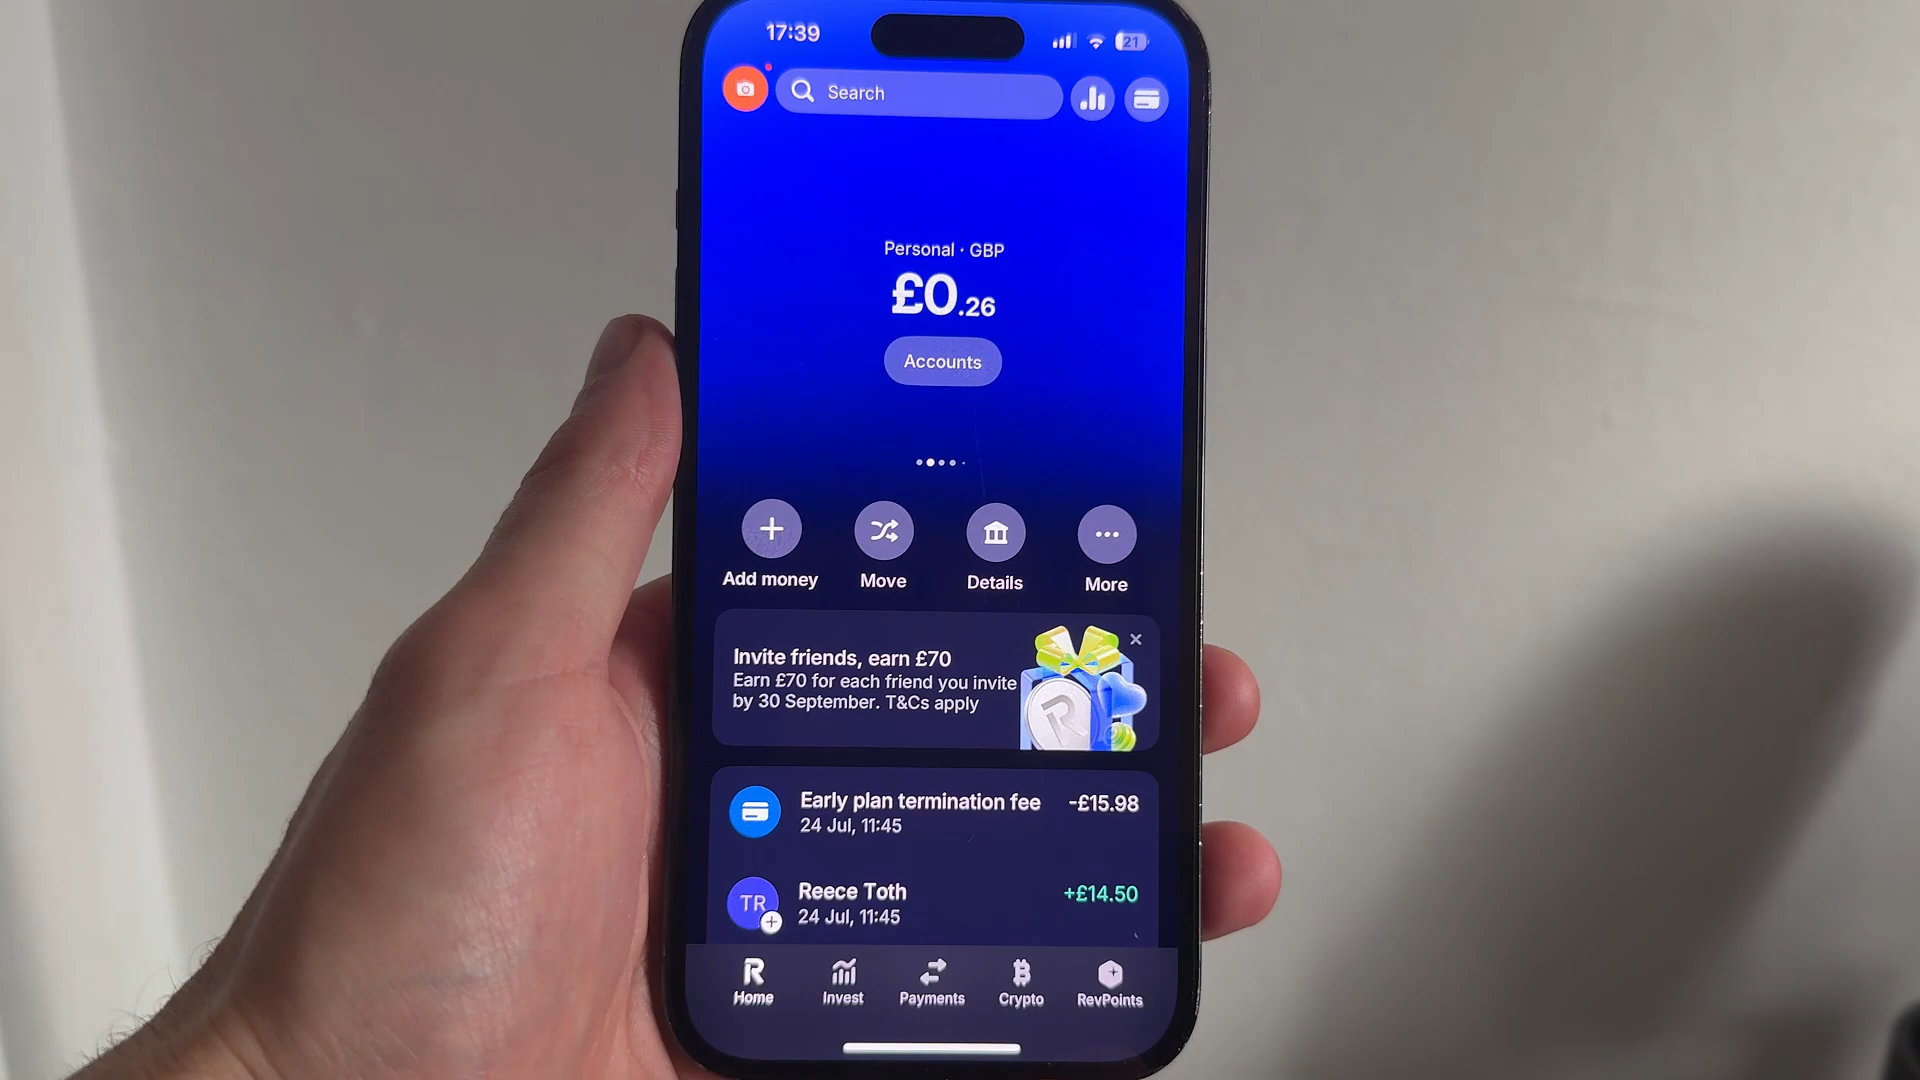 17:39
21
Search
Personal · GBP
£0.26
Accounts
Add money
Move
Details
More
Invite friends, earn £70
Earn £70 for each friend you invite
by 30 September. T&Cs apply
R
Early plan termination fee
-£15.98
24 Jul, 11:45
TR
Reece Toth
+£14.50
24 Jul, 11:45
Home
Invest
Payments
Crypto
RevPoints